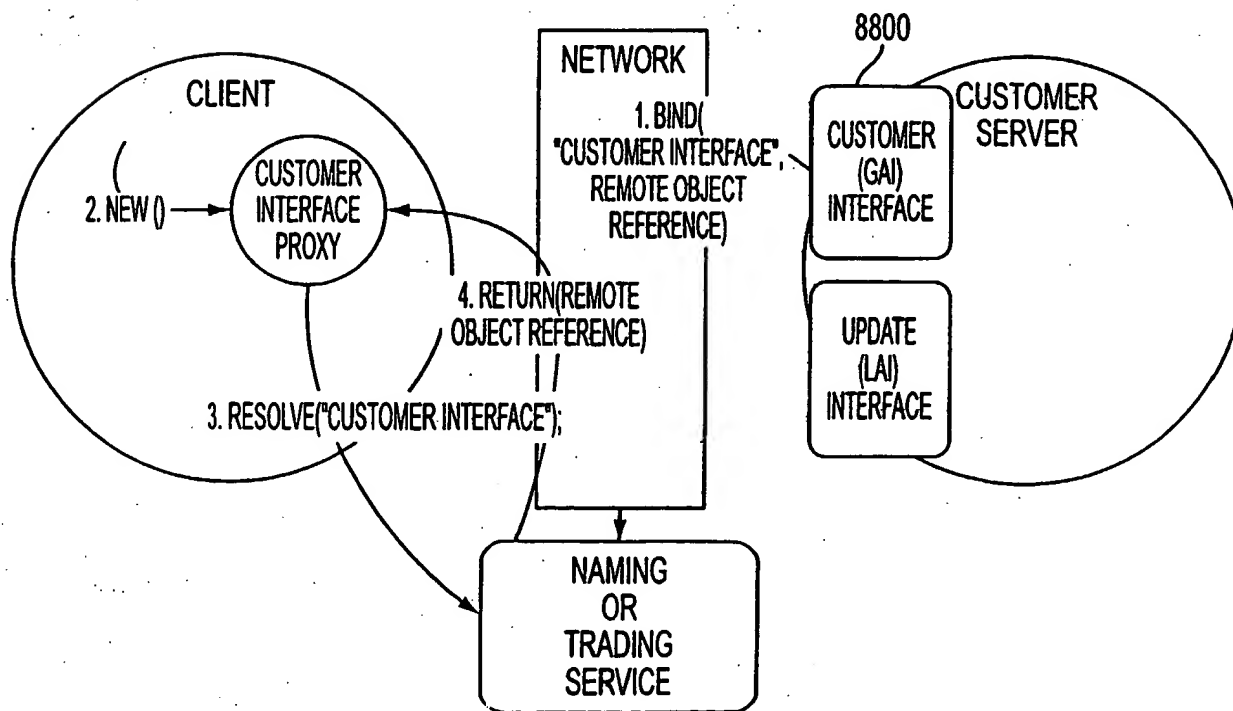 8800
CLIENT
NETWORK
CUSTOMER
SERVER
1. BIND(
"CUSTOMER INTERFACE",
REMOTE OBJECT
REFERENCE)
CUSTOMER
(GAI)
INTERFACE
2. NEW ()
CUSTOMER
INTERFACE
PROXY
4. RETURN(REMOTE
OBJECT REFERENCE)
UPDATE
(LAI)
INTERFACE
3. RESOLVE("CUSTOMER INTERFACE");
NAMING
OR
TRADING
SERVICE